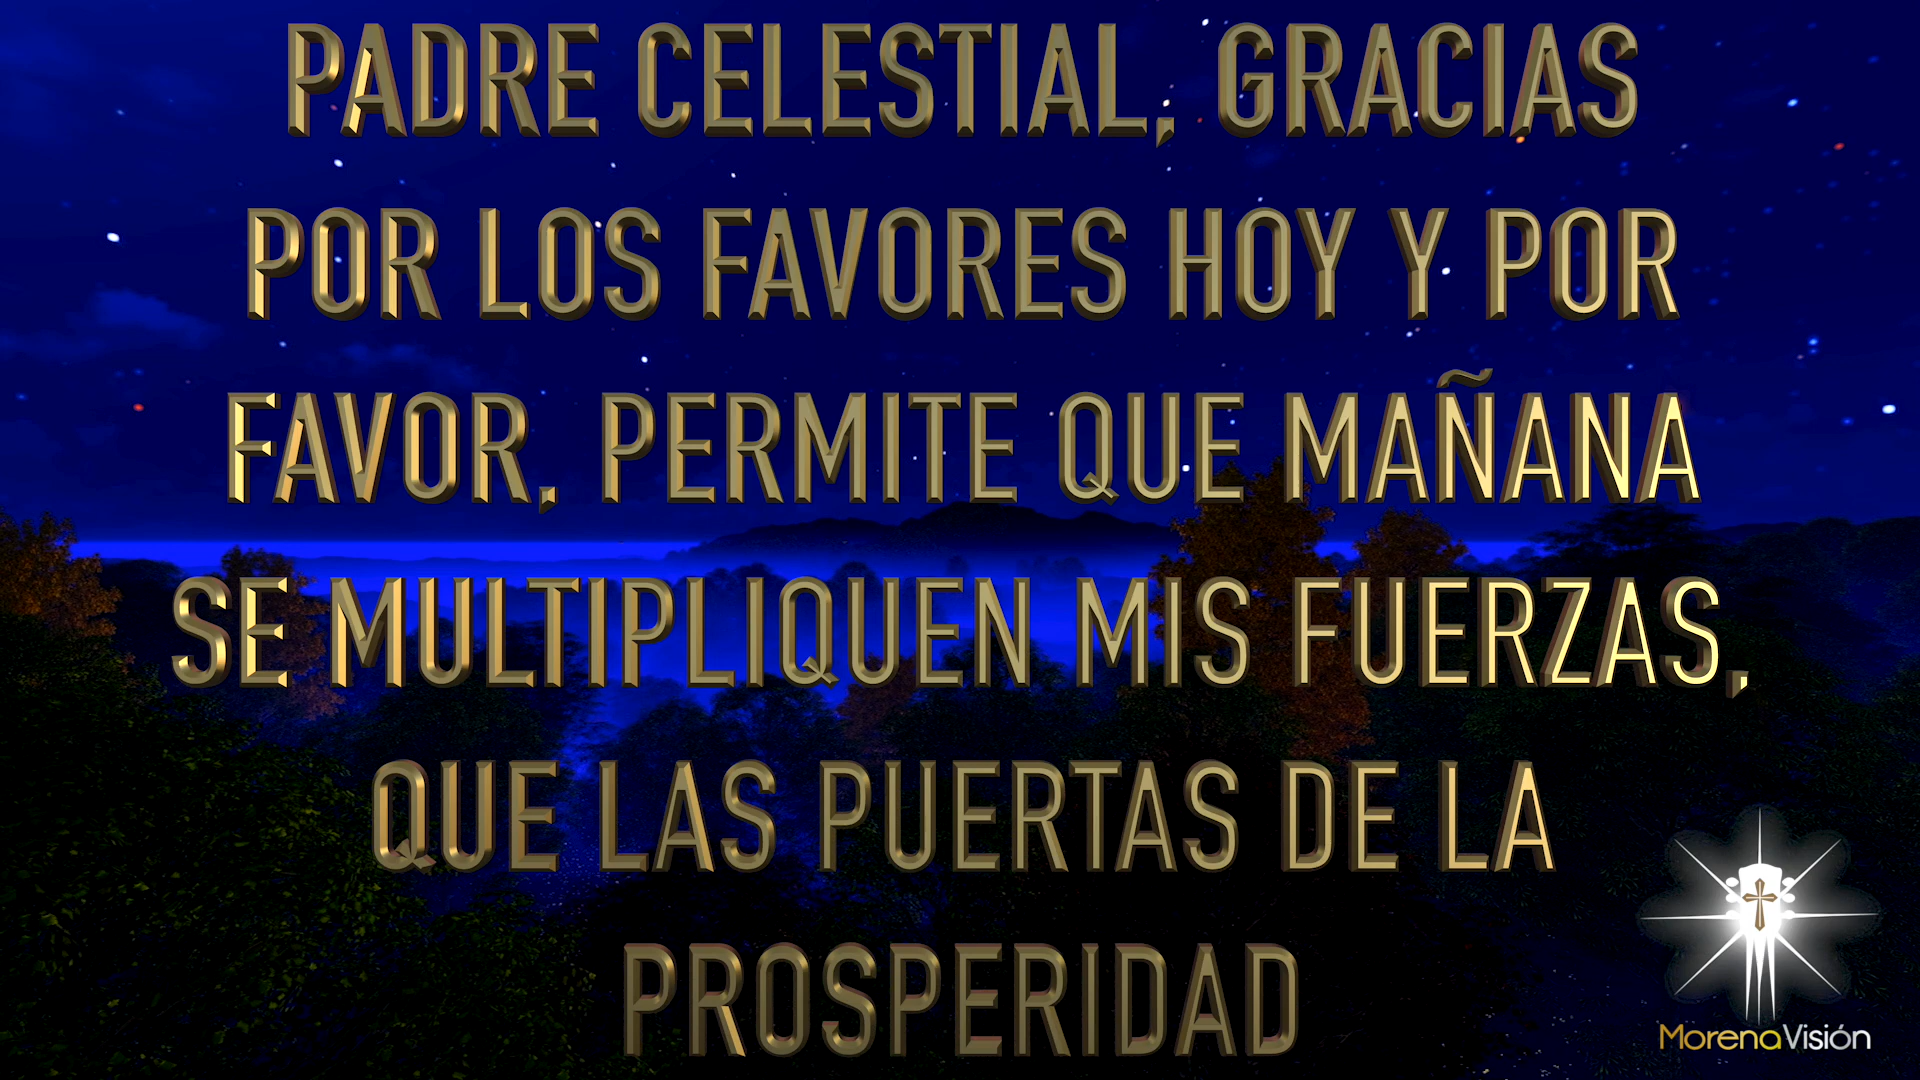 PADRE CELESTIAL, GRACIAS
POR LOS FAVORES HOY Y POR
FAVOR, PERMITE QUE MAÑANA
SE MULTIPLIQUEN MIS FUERZAS,
QUE LAS PUERTAS DE LA
PROSPERIDAD
MorenaVisión